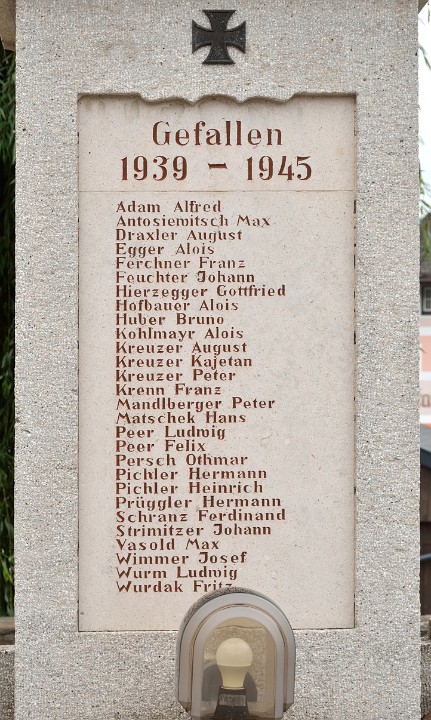 Gefallen
1939 - 1945
Adam Alfred
Antosiewitsch Max
Draxler August
Egger Alois
Ferchner Franz
Feuchter Johann
Hierzegger Gottfried
Hofbauer Alois
Huber Bruno
Kohlmayr Alois
Kreuzer August
Kreuzer Kajetan
Kreuzer Peter
Krenn Franz
Mandlberger Peter
Matschek Hans
Peer Ludwig
Peer Felix
Persch Othmar
Pichler Hermann
Pichler Heinrich
Prüggler Hermann
Schranz Ferdinand
Strimitzer Johann
Vasold Max
Wimmer Josef
Wurm Ludwig
Wurdak Fritz